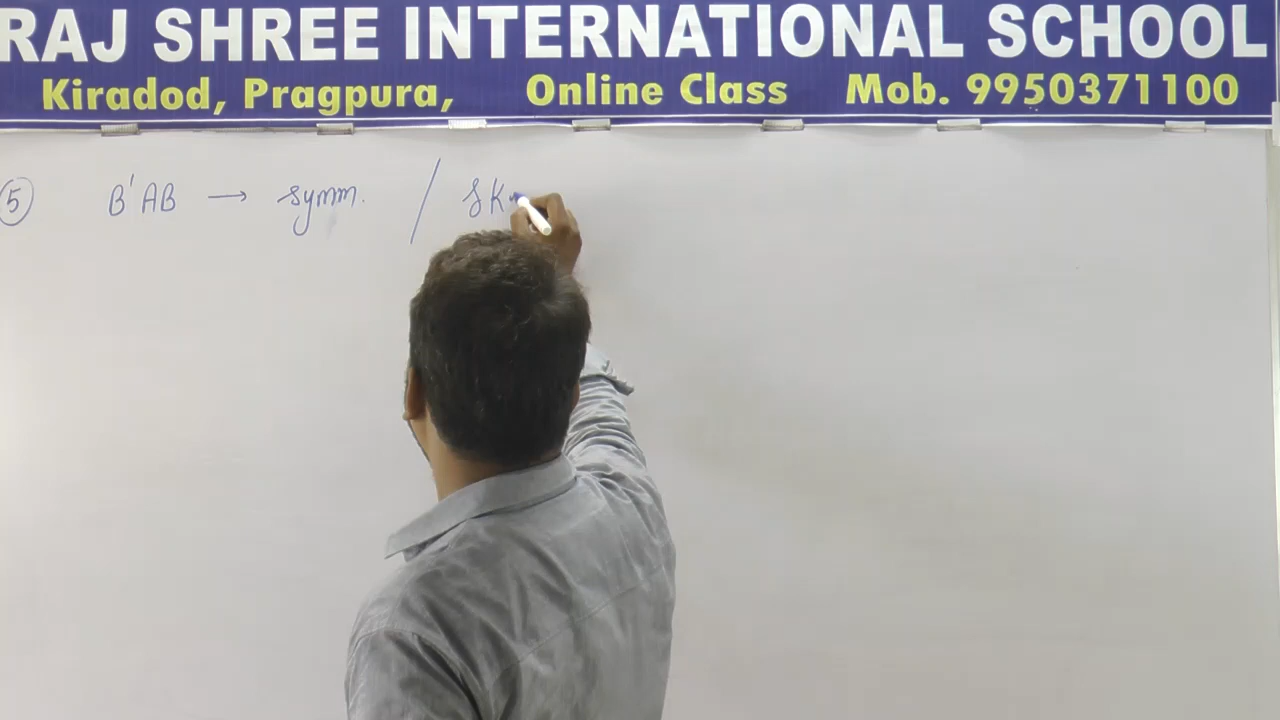 RAJ SHREE INTERNATIONAL SCHOOL
Kiradod, Pragpura, Online Class Mob. 9950371100
5 B'AB → symm. / SK